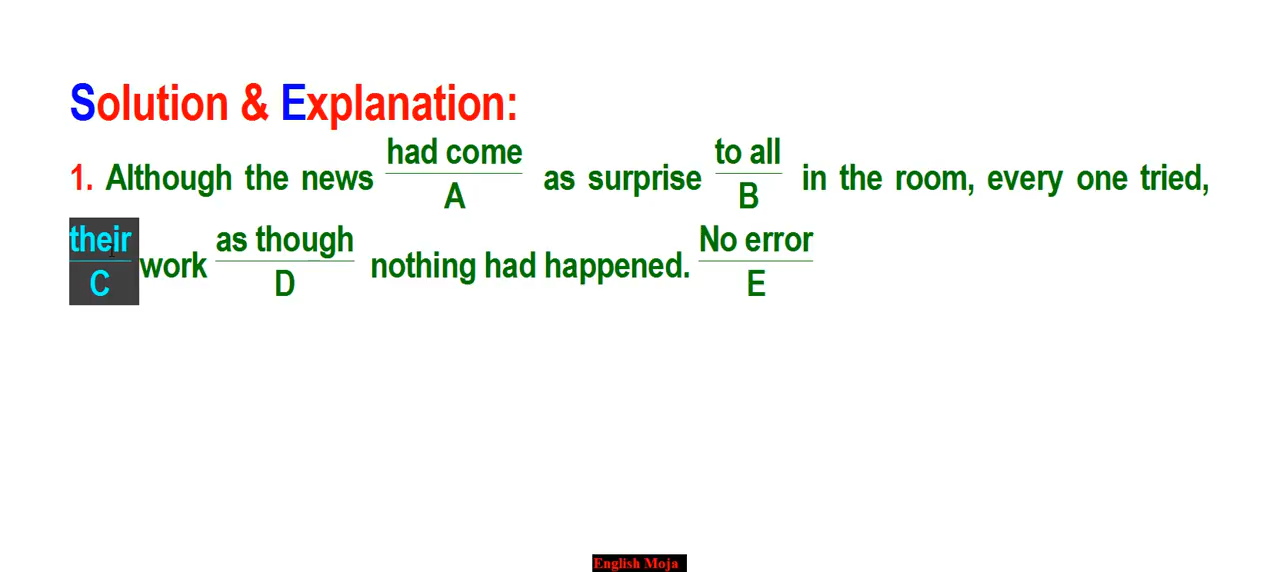 Solution & Explanation:
1. Although the news had come as surprise to all in the room, every one tried,
A B
their work as though nothing had happened. No error
C D E
English Moja